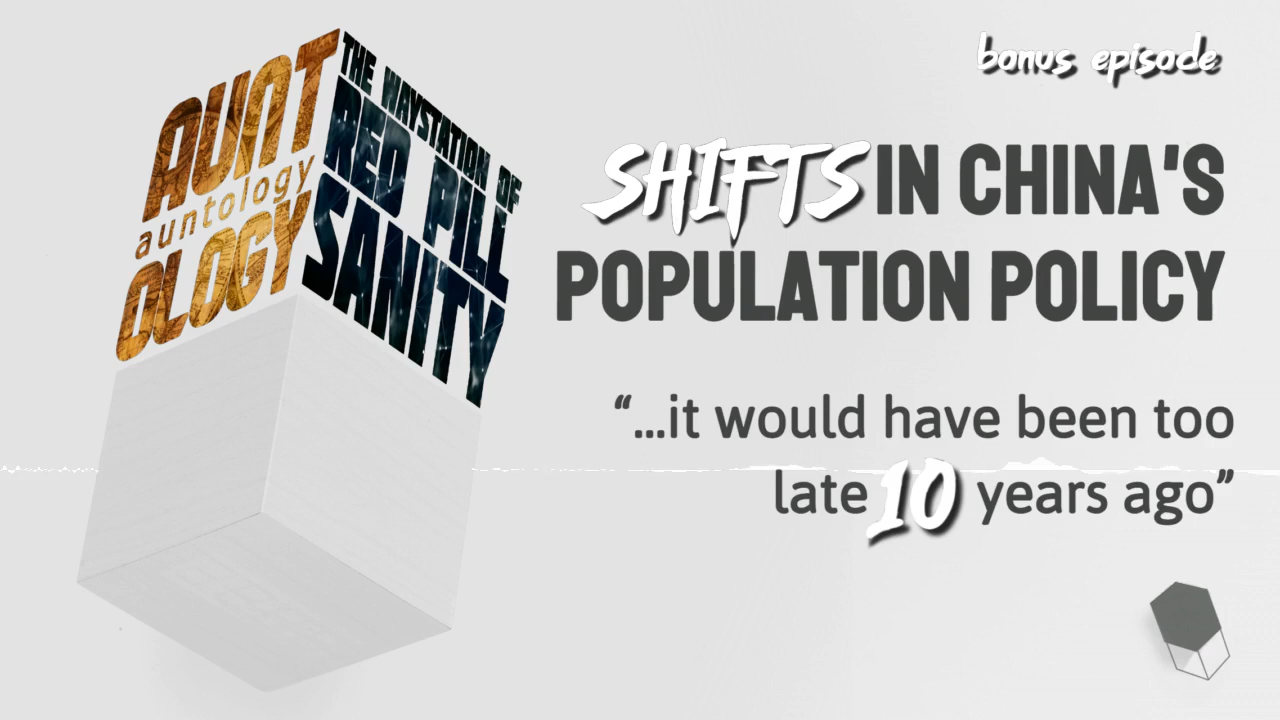 bonus episode
AUNT
auntology
OLOGY
THE WAYSTATION OF
RED PILL
SANITY
SHIFTS IN CHINA'S
POPULATION POLICY
“...it would have been too
late 10 years ago”